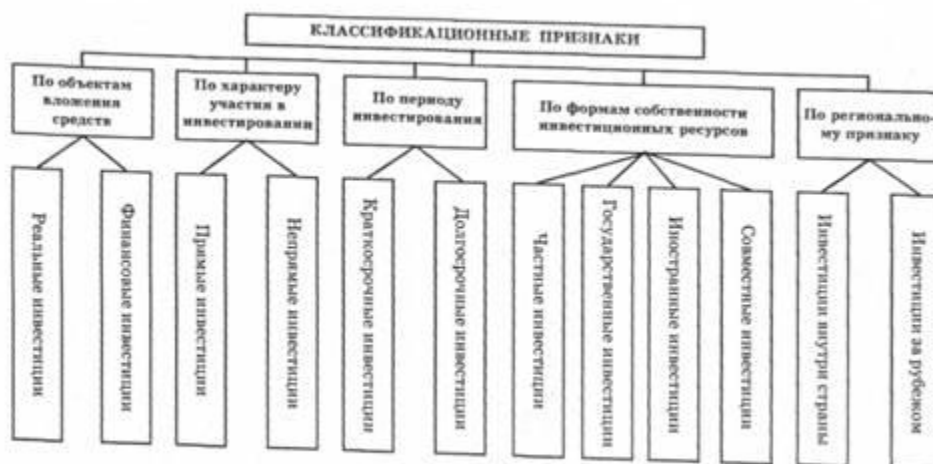 КЛАССИФИКАЦИОННЫЕ ПРИЗНАКИ
По объектам
вложения
средств
По характеру
участия в
инвестировании
По периоду
инвестирования
По формам собственности
инвестиционных ресурсов
По регионально-
му признаку
Реальные инвестиции
Финансовые инвестиции
Прямые инвестиции
Непрямые инвестиции
Краткосрочные инвестиции
Долгосрочные инвестиции
Частные инвестиции
Государственные инвестиции
Иностранные инвестиции
Совместные инвестиции
Инвестиции внутри страны
Инвестиции за рубежом